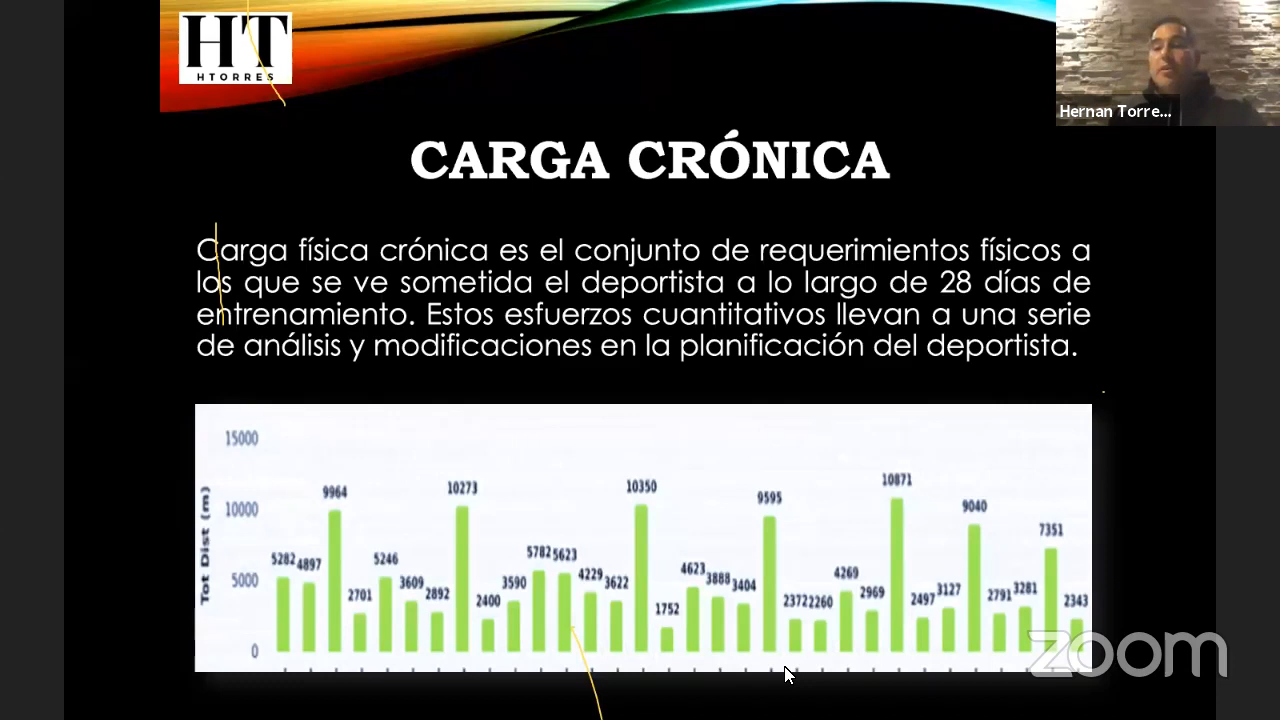 HT
HTORRES
Hernan Torre...
CARGA CRÓNICA
Carga física crónica es el conjunto de requerimientos físicos a
los que se ve sometida el deportista a lo largo de 28 días de
entrenamiento. Estos esfuerzos cuantitativos llevan a una serie
de análisis y modificaciones en la planificación del deportista.
Tot Dist (m)
15000
10000
5000
0
5282 4897 9964 2701 5246 3609 2892 10273 2400 3590 5782 5623 4229 3622 10350 1752 4623 3888 3404 9595 2372 2260 4269 2969 10871 2497 3127 9040 2791 3281 7351 2343
zoom